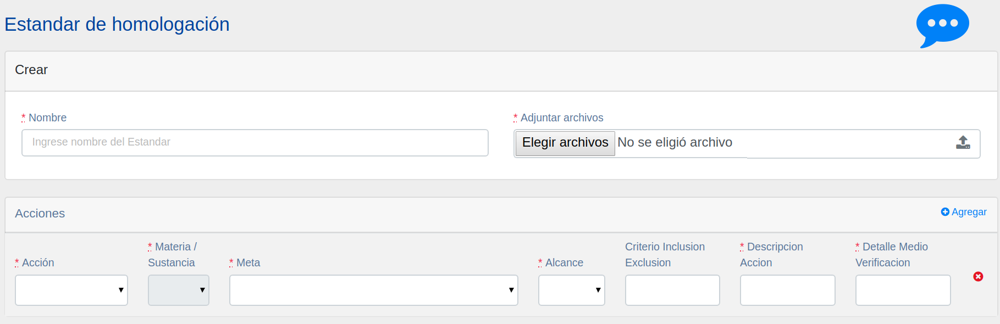 Estandar de homologación
Crear
* Nombre
* Adjuntar archivos
Ingrese nombre del Estandar
Elegir archivos No se eligió archivo
Acciones
Agregar
* Acción
* Materia /
Sustancia
* Meta
* Alcance
Criterio Inclusion
Exclusion
* Descripcion
Accion
* Detalle Medio
Verificacion